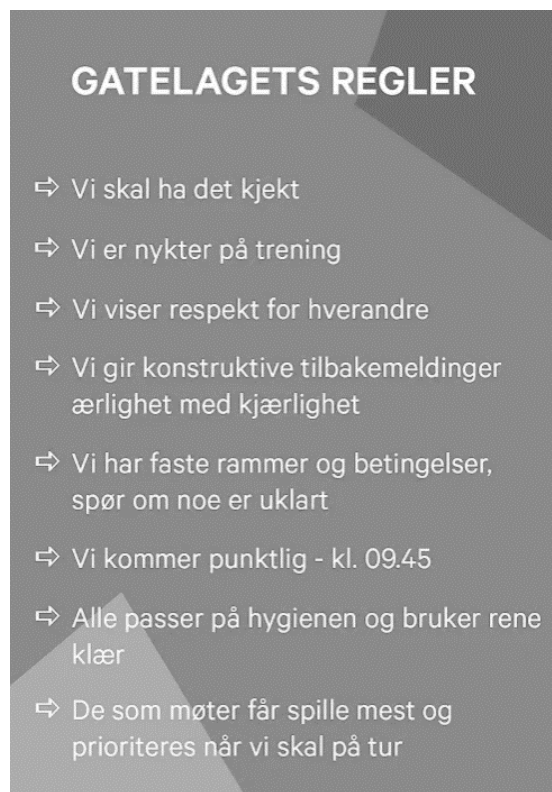 GATELAGETS REGLER
⇨ Vi skal ha det kjekt
⇨ Vi er nykter på trening
⇨ Vi viser respekt for hverandre
⇨ Vi gir konstruktive tilbakemeldinger
ærlighet med kjærlighet
⇨ Vi har faste rammer og betingelser,
spør om noe er uklart
⇨ Vi kommer punktlig - kl. 09.45
⇨ Alle passer på hygienen og bruker rene
klær
⇨ De som møter får spille mest og
prioriteres når vi skal på tur